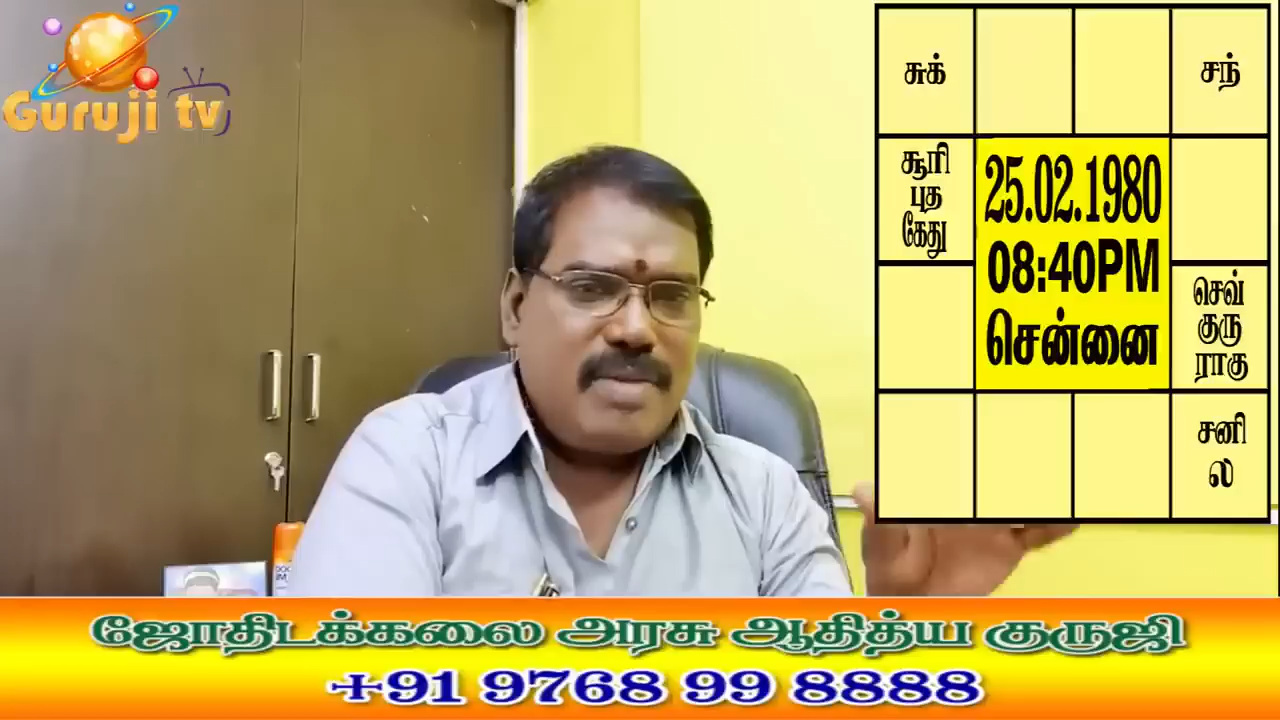 Guruji tv
சுக்
சந்
சூரி
புத
கேது
25.02.1980
08:40PM
சென்னை
செவ்
குரு
ராகு
சனி
ல
ஜோதிடக்கலை அரசு ஆதித்ய குருஜி
+91 9768 99 8888